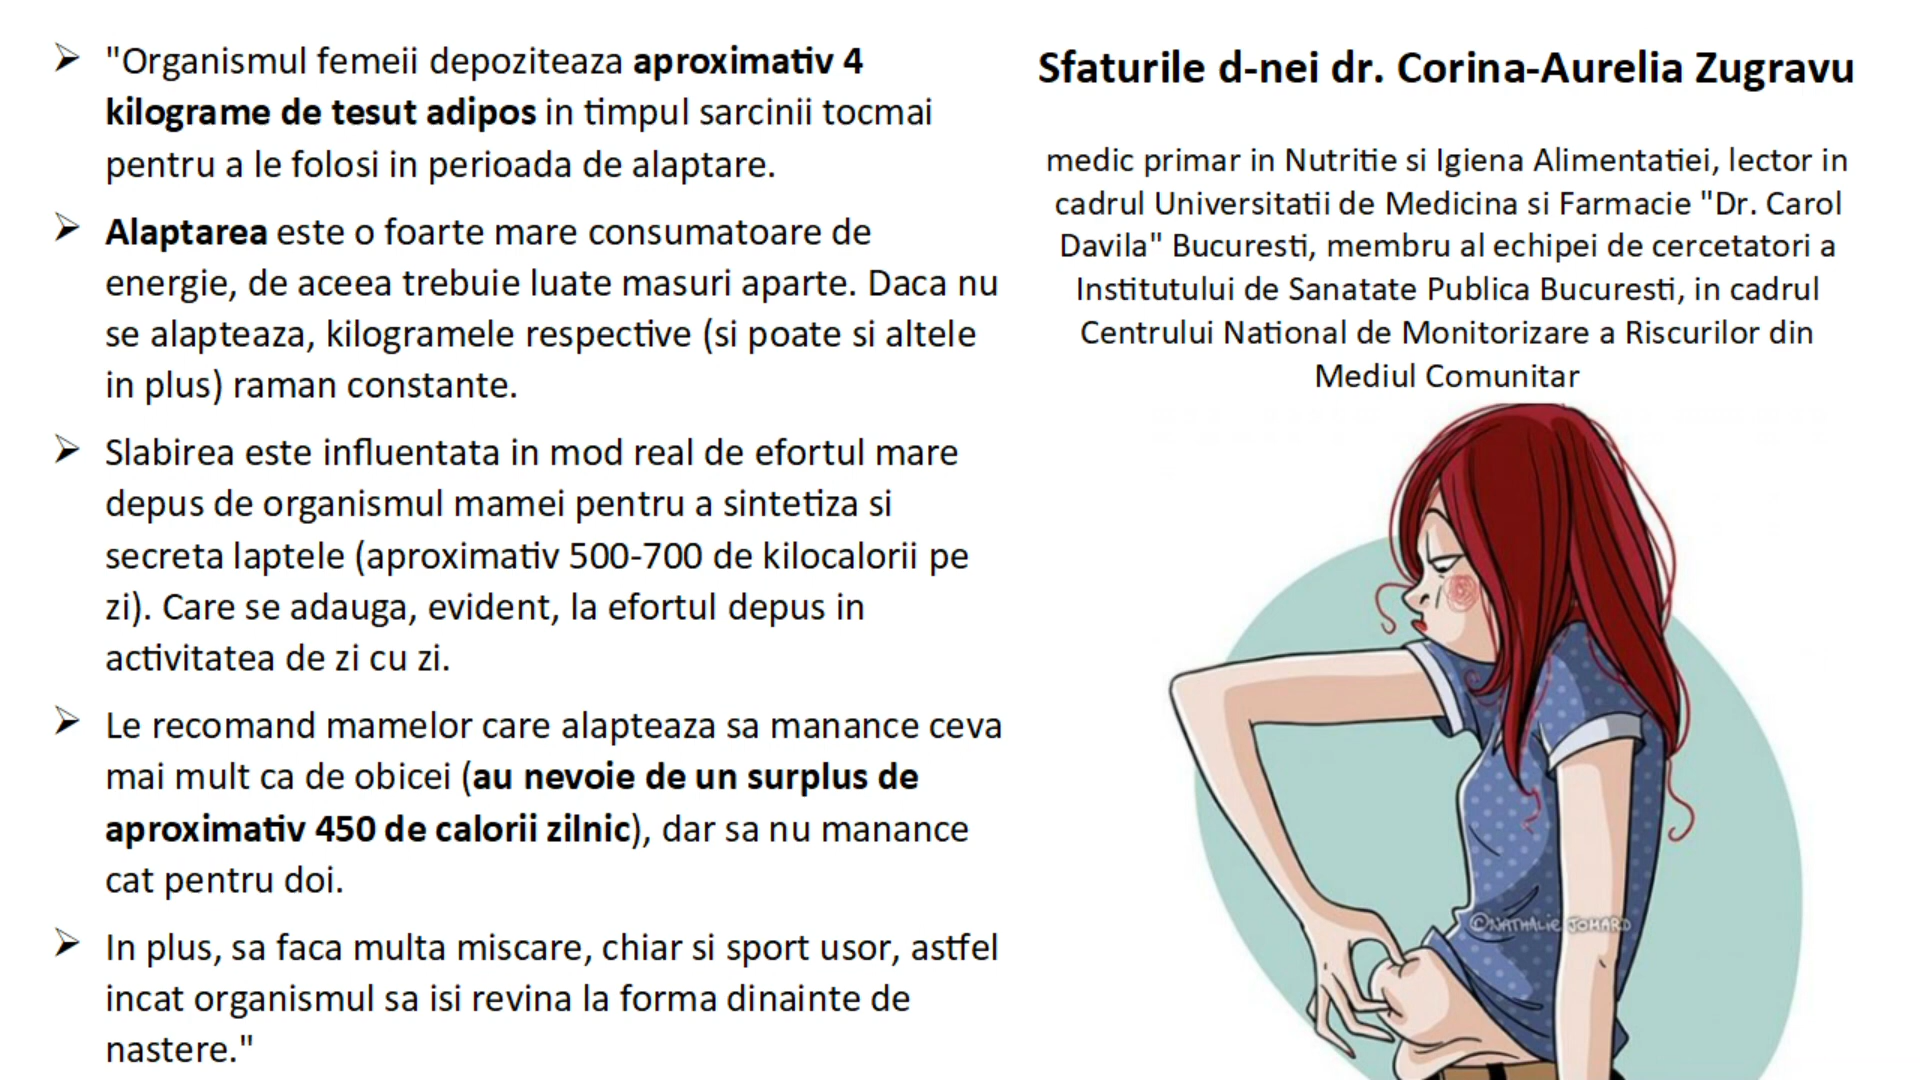 "Organismul femeii depoziteaza aproximativ 4
kilograme de tesut adipos in timpul sarcinii tocmai
pentru a le folosi in perioada de alaptare.
Alaptarea este o foarte mare consumatoare de
energie, de aceea trebuie luate masuri aparte. Daca nu
se alapteaza, kilogramele respective (si poate si altele
in plus) raman constante.
Slabirea este influentata in mod real de efortul mare
depus de organismul mamei pentru a sintetiza si
secreta laptele (aproximativ 500-700 de kilocalorii pe
zi). Care se adauga, evident, la efortul depus in
activitatea de zi cu zi.
Le recomand mamelor care alapteaza sa manance ceva
mai mult ca de obicei (au nevoie de un surplus de
aproximativ 450 de calorii zilnic), dar sa nu manance
cat pentru doi.
In plus, sa faca multa miscare, chiar si sport usor, astfel
incat organismul sa isi revina la forma dinainte de
nastere."
Sfaturile d-nei dr. Corina-Aurelia Zugravu
medic primar in Nutritie si Igiena Alimentatiei, lector in
cadrul Universitatii de Medicina si Farmacie "Dr. Carol
Davila" Bucuresti, membru al echipei de cercetatori a
Institutului de Sanatate Publica Bucuresti, in cadrul
Centrului National de Monitorizare a Riscurilor din
Mediul Comunitar
©NATHALIE JOMARD